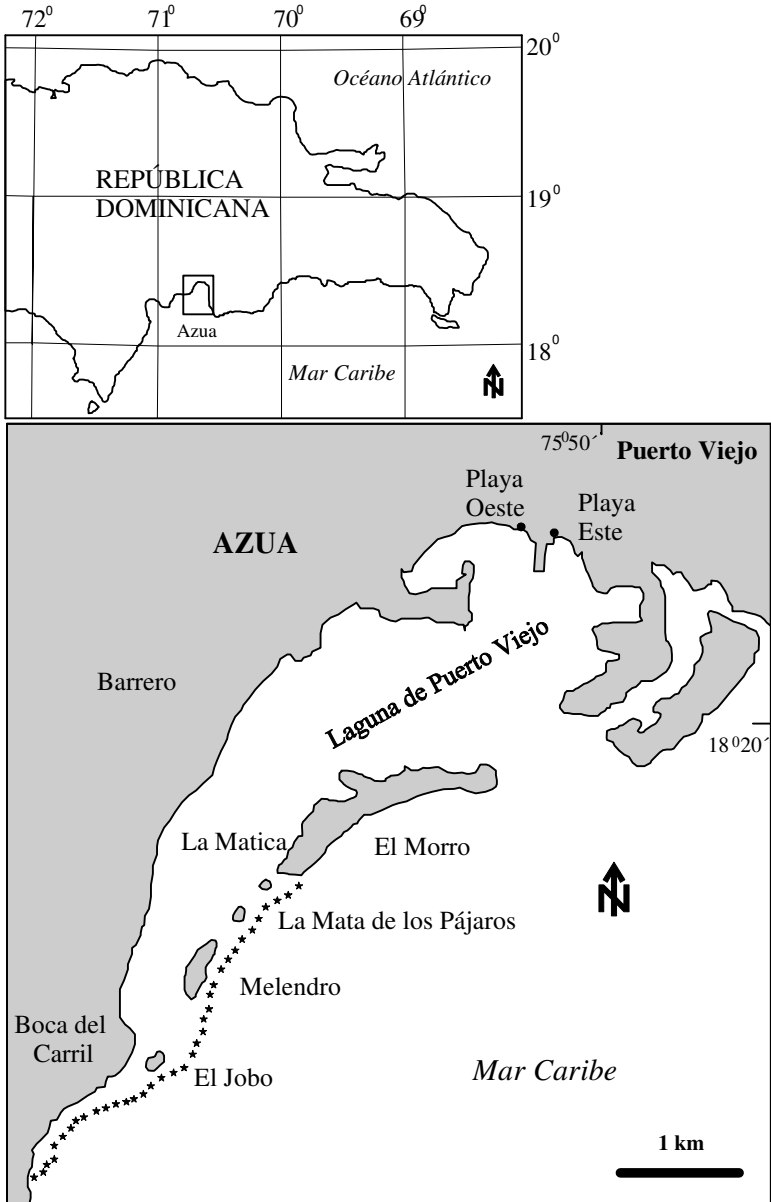 72⁰ 71⁰ 70⁰ 69⁰
20⁰
Océano Atlántico
REPÚBLICA
DOMINICANA
19⁰
Azua
18⁰
Mar Caribe
N
75⁰50´
Puerto Viejo
Playa
Oeste
Playa
Este
AZUA
Laguna de Puerto Viejo
Barrero
18⁰20´
La Matica
El Morro
N
La Mata de los Pájaros
Melendro
Boca del
Carril
El Jobo
Mar Caribe
1 km